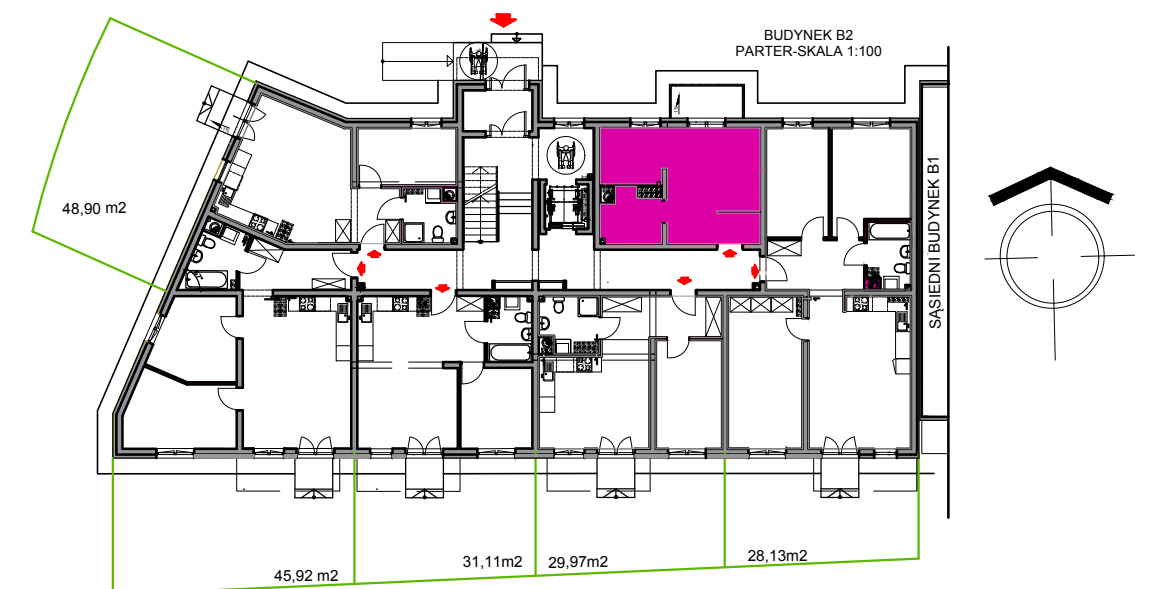 BUDYNEK B2
PARTER-SKALA 1:100
48,90 m2
SĄSIEDNI BUDYNEK B1
45,92 m2
31,11m2
29,97m2
28,13m2